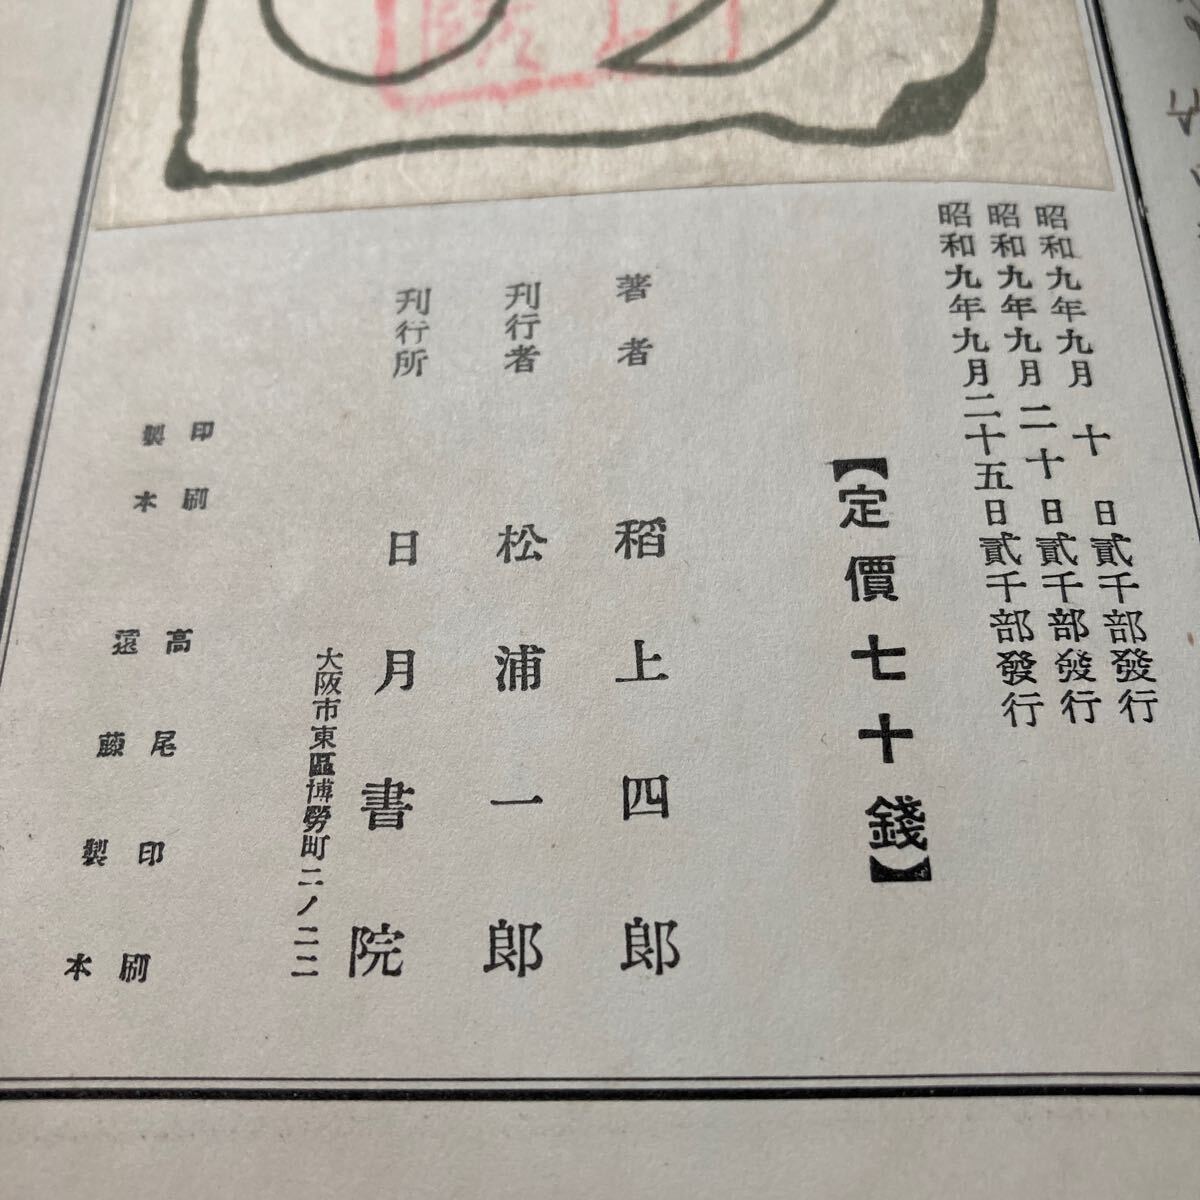 昭和九年九月十日貳千部發行
昭和九年九月二十日貳千部發行
昭和九年九月二十五日貳千部發行
【定價七十錢】
著者 稻上四郎
刊行者 松浦一郎
刊行所 日月書院
大阪市東區博勞町二ノ二二
印刷 高尾印刷
製本 遠藤製本